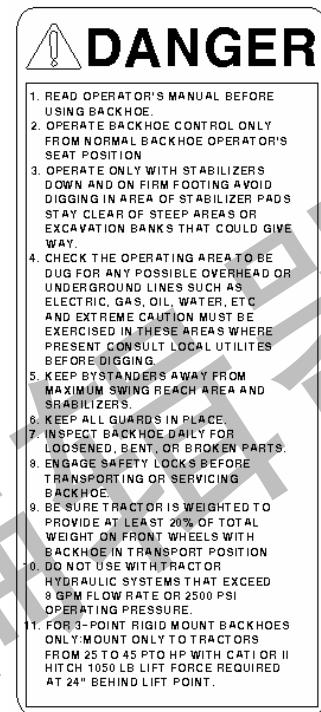 DANGER
1. READ OPERATOR'S MANUAL BEFORE
USING BACKHOE.
2. OPERATE BACKHOE CONTROL ONLY
FROM NORMAL BACKHOE OPERATOR'S
SEAT POSITION
3. OPERATE ONLY WITH STABILIZERS
DOWN AND ON FIRM FOOTING AVOID
DIGGING IN AREA OF STABILIZER PADS
STAY CLEAR OF STEEP AREAS OR
EXCAVATION BANKS THAT COULD GIVE
WAY.
4. CHECK THE OPERATING AREA TO BE
DUG FOR ANY POSSIBLE OVERHEAD OR
UNDERGROUND LINES SUCH AS
ELECTRIC, GAS, OIL, WATER, ETC
AND EXTREME CAUTION MUST BE
EXERCISED IN THESE AREAS WHERE
PRESENT CONSULT LOCAL UTILITES
BEFORE DIGGING.
5. KEEP BYSTANDERS AWAY FROM
MAXIMUM SWING REACH AREA AND
SRABILIZERS.
6. KEEP ALL GUARDS IN PLACE.
7. INSPECT BACKHOE DAILY FOR
LOOSENED, BENT, OR BROKEN PARTS.
8. ENGAGE SAFETY LOCKS BEFORE
TRANSPORTING OR SERVICING
BACKHOE.
9. BE SURE TRACTOR IS WEIGHTED TO
PROVIDE AT LEAST 20% OF TOTAL
WEIGHT ON FRONT WHEELS WITH
BACKHOE IN TRANSPORT POSITION
10. DO NOT USE WITH TRACTOR
HYDRAULIC SYSTEMS THAT EXCEED
8 GPM FLOW RATE OR 2500 PSI
OPERATING PRESSURE.
11. FOR 3-POINT RIGID MOUNT BACKHOES
ONLY:MOUNT ONLY TO TRACTORS
FROM 25 TO 45 PTO HP WITH CATI OR II
HITCH 1050 LB LIFT FORCE REQUIRED
AT 24" BEHIND LIFT POINT.